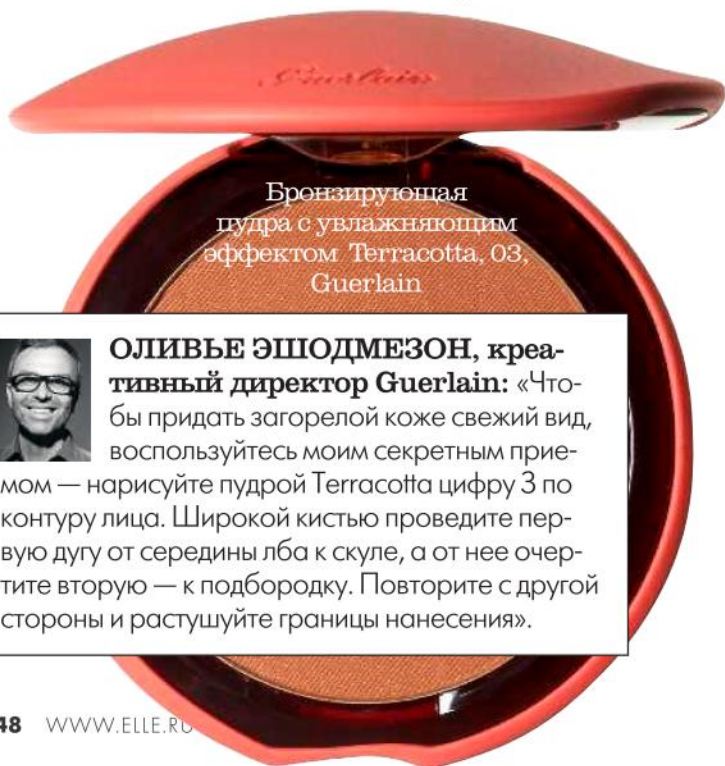 Guerlain
Бронзирующая
пудра с увлажняющим
эффектом Terracotta, 03,
Guerlain
ОЛИВЬЕ ЭШОДМЕЗОН, креа-
тивный директор Guerlain: «Что-
бы придать загорелой коже свежий вид,
воспользуйтесь моим секретным прие-
мом — нарисуйте пудрой Terracotta цифру 3 по
контуру лица. Широкой кистью проведите пер-
вую дугу от середины лба к скуле, а от нее очер-
тите вторую — к подбородку. Повторите с другой
стороны и растушуйте границы нанесения».
48 WWW.ELLE.RU